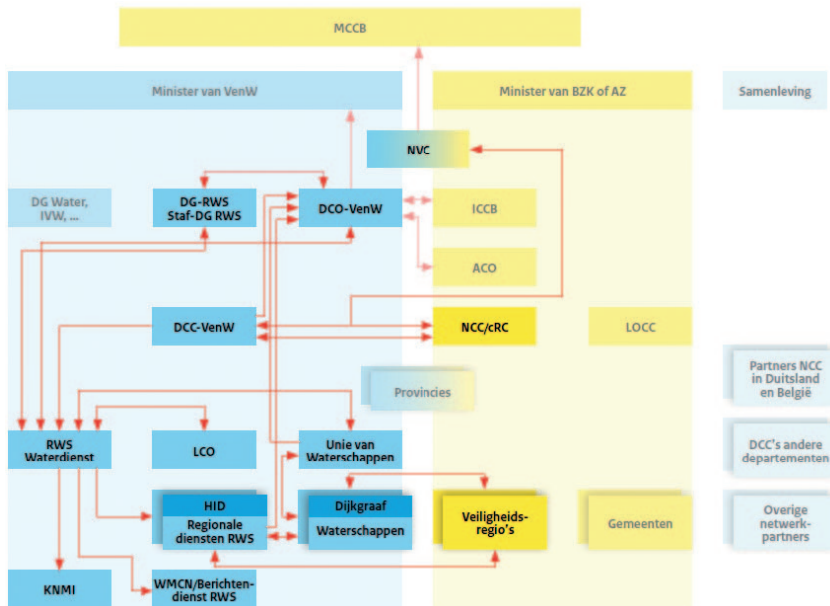 MCCB
Minister van VenW
Minister van BZK of AZ
Samenleving
NVC
DG Water,
IVW, ...
DG-RWS
Staf-DG RWS
DCO-VenW
ICCB
ACO
DCC-VenW
NCC/cRC
LOCC
Provincies
Partners NCC
in Duitsland
en België
RWS
Waterdienst
LCO
Unie van
Waterschappen
DCC's andere
departementen
HID
Regionale
diensten RWS
Dijkgraaf
Waterschappen
Veiligheids-
regio's
Gemeenten
Overige
netwerk-
partners
KNMI
WMCN/Berichten-
dienst RWS